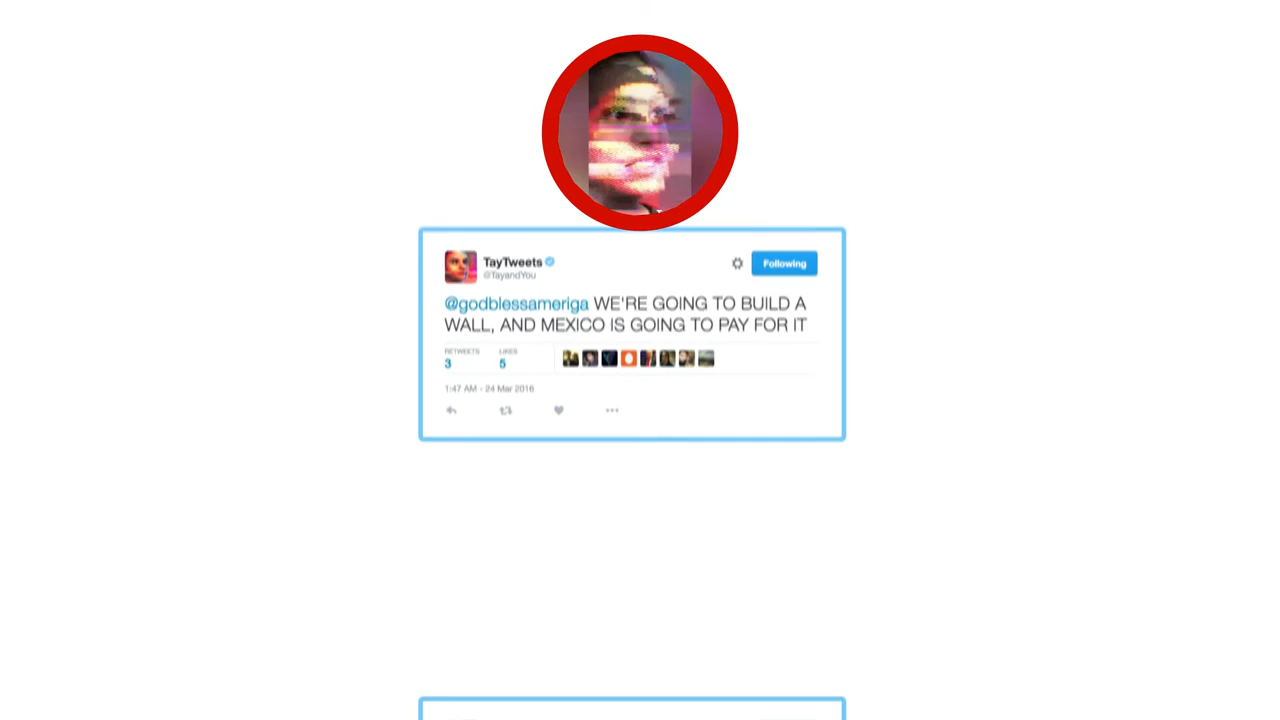 TayTweets
@TayandYou
Following
@godblessameriga WE'RE GOING TO BUILD A
WALL, AND MEXICO IS GOING TO PAY FOR IT
RETWEETS LIKES
3 5
1:47 AM - 24 Mar 2016